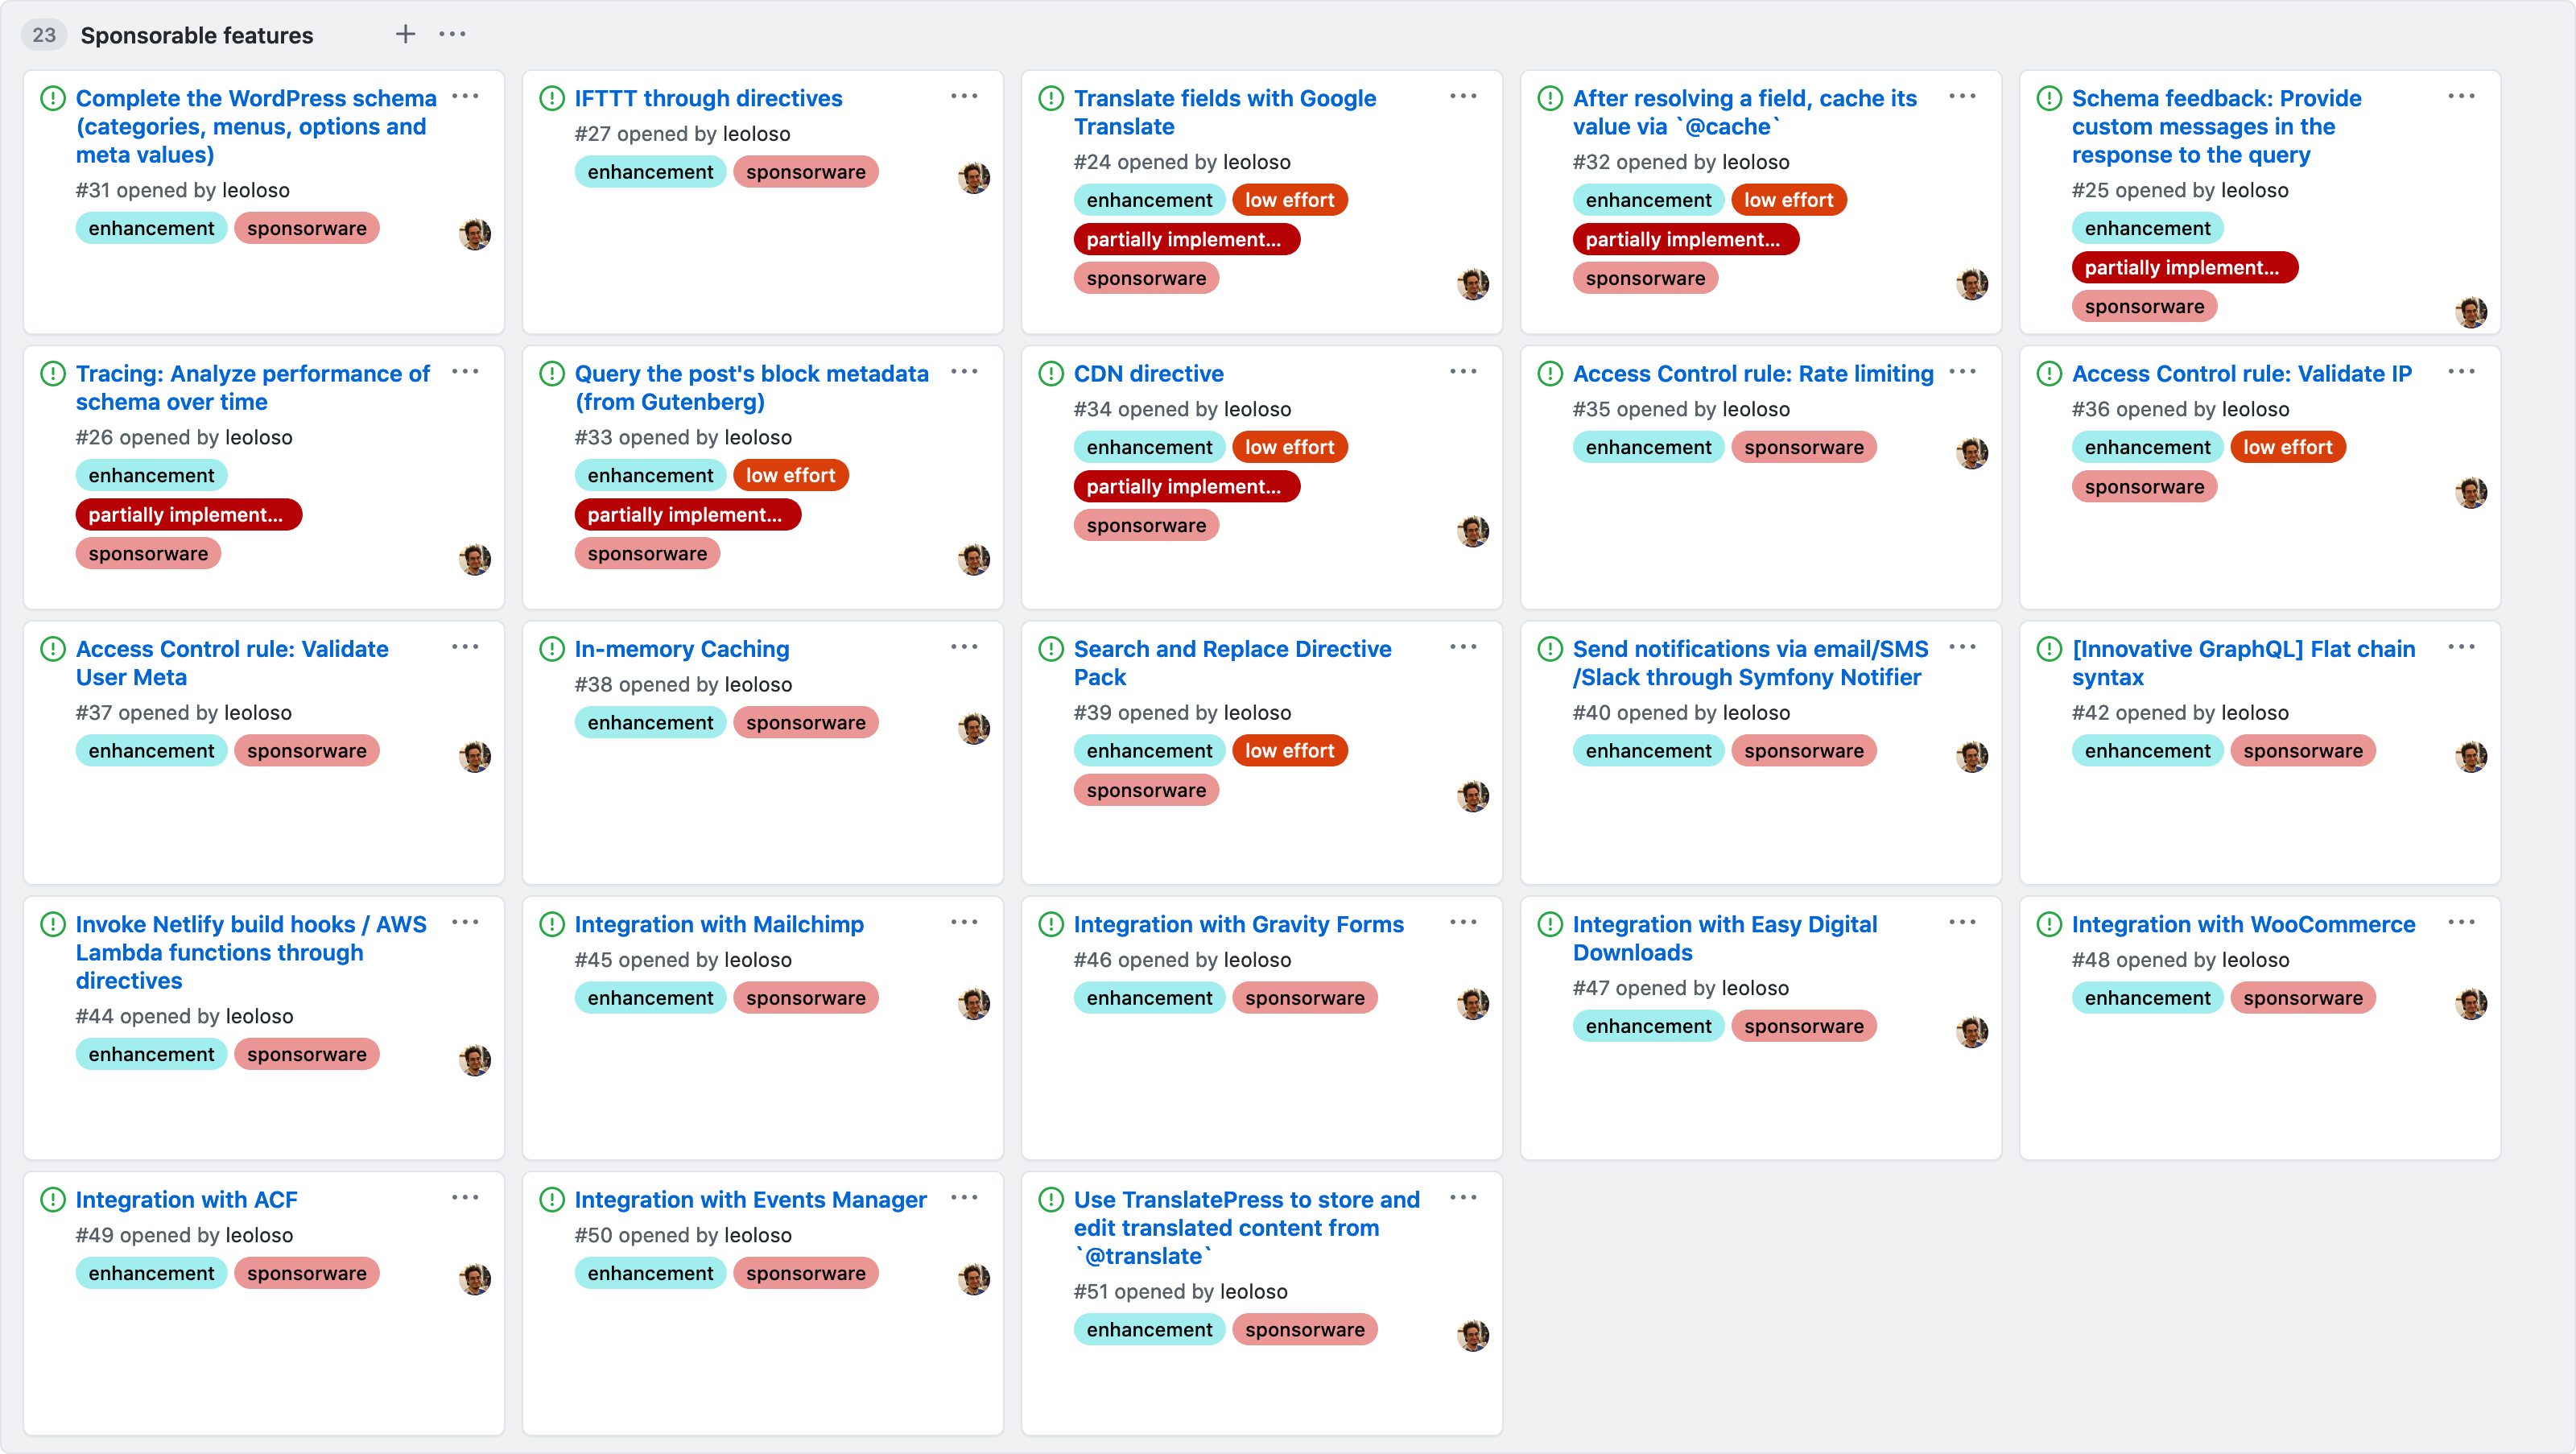 23 Sponsorable features
Complete the WordPress schema
(categories, menus, options and
meta values)
#31 opened by leoloso
enhancement sponsorware
IFTTT through directives
#27 opened by leoloso
enhancement sponsorware
Translate fields with Google
Translate
#24 opened by leoloso
enhancement low effort
partially implement...
sponsorware
After resolving a field, cache its
value via `@cache`
#32 opened by leoloso
enhancement low effort
partially implement...
sponsorware
Schema feedback: Provide
custom messages in the
response to the query
#25 opened by leoloso
enhancement
partially implement...
sponsorware
Tracing: Analyze performance of
schema over time
#26 opened by leoloso
enhancement
partially implement...
sponsorware
Query the post's block metadata
(from Gutenberg)
#33 opened by leoloso
enhancement low effort
partially implement...
sponsorware
CDN directive
#34 opened by leoloso
enhancement low effort
partially implement...
sponsorware
Access Control rule: Rate limiting
#35 opened by leoloso
enhancement sponsorware
Access Control rule: Validate IP
#36 opened by leoloso
enhancement low effort
sponsorware
Access Control rule: Validate
User Meta
#37 opened by leoloso
enhancement sponsorware
In-memory Caching
#38 opened by leoloso
enhancement sponsorware
Search and Replace Directive
Pack
#39 opened by leoloso
enhancement low effort
sponsorware
Send notifications via email/SMS
/Slack through Symfony Notifier
#40 opened by leoloso
enhancement sponsorware
[Innovative GraphQL] Flat chain
syntax
#42 opened by leoloso
enhancement sponsorware
Invoke Netlify build hooks / AWS
Lambda functions through
directives
#44 opened by leoloso
enhancement sponsorware
Integration with Mailchimp
#45 opened by leoloso
enhancement sponsorware
Integration with Gravity Forms
#46 opened by leoloso
enhancement sponsorware
Integration with Easy Digital
Downloads
#47 opened by leoloso
enhancement sponsorware
Integration with WooCommerce
#48 opened by leoloso
enhancement sponsorware
Integration with ACF
#49 opened by leoloso
enhancement sponsorware
Integration with Events Manager
#50 opened by leoloso
enhancement sponsorware
Use TranslatePress to store and
edit translated content from
`@translate`
#51 opened by leoloso
enhancement sponsorware